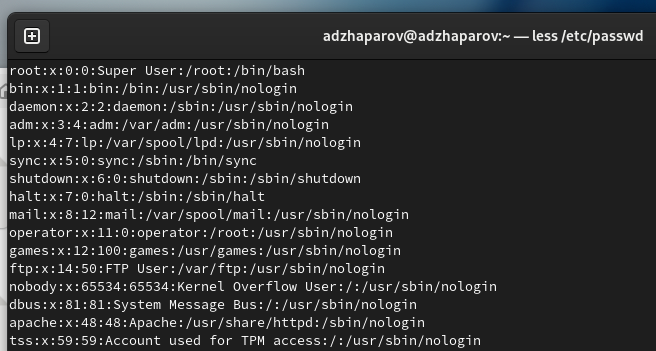 adzhaparov@adzhaparov:~ — less /etc/passwd
root:x:0:0:Super User:/root:/bin/bash
bin:x:1:1:bin:/bin:/usr/sbin/nologin
daemon:x:2:2:daemon:/sbin:/usr/sbin/nologin
adm:x:3:4:adm:/var/adm:/usr/sbin/nologin
lp:x:4:7:lp:/var/spool/lpd:/usr/sbin/nologin
sync:x:5:0:sync:/sbin:/bin/sync
shutdown:x:6:0:shutdown:/sbin:/sbin/shutdown
halt:x:7:0:halt:/sbin:/sbin/halt
mail:x:8:12:mail:/var/spool/mail:/usr/sbin/nologin
operator:x:11:0:operator:/root:/usr/sbin/nologin
games:x:12:100:games:/usr/games:/usr/sbin/nologin
ftp:x:14:50:FTP User:/var/ftp:/usr/sbin/nologin
nobody:x:65534:65534:Kernel Overflow User:/:/usr/sbin/nologin
dbus:x:81:81:System Message Bus:/:/usr/sbin/nologin
apache:x:48:48:Apache:/usr/share/httpd:/sbin/nologin
tss:x:59:59:Account used for TPM access:/:/usr/sbin/nologin